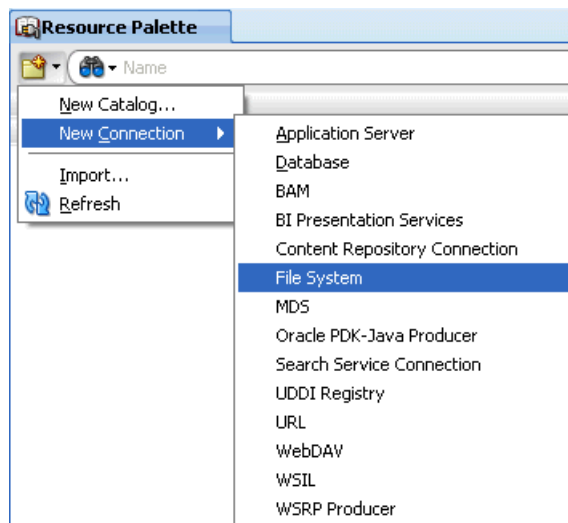 Resource Palette
Name
New Catalog...
New Connection
Import...
Refresh
Application Server
Database
BAM
BI Presentation Services
Content Repository Connection
File System
MDS
Oracle PDK-Java Producer
Search Service Connection
UDDI Registry
URL
WebDAV
WSIL
WSRP Producer